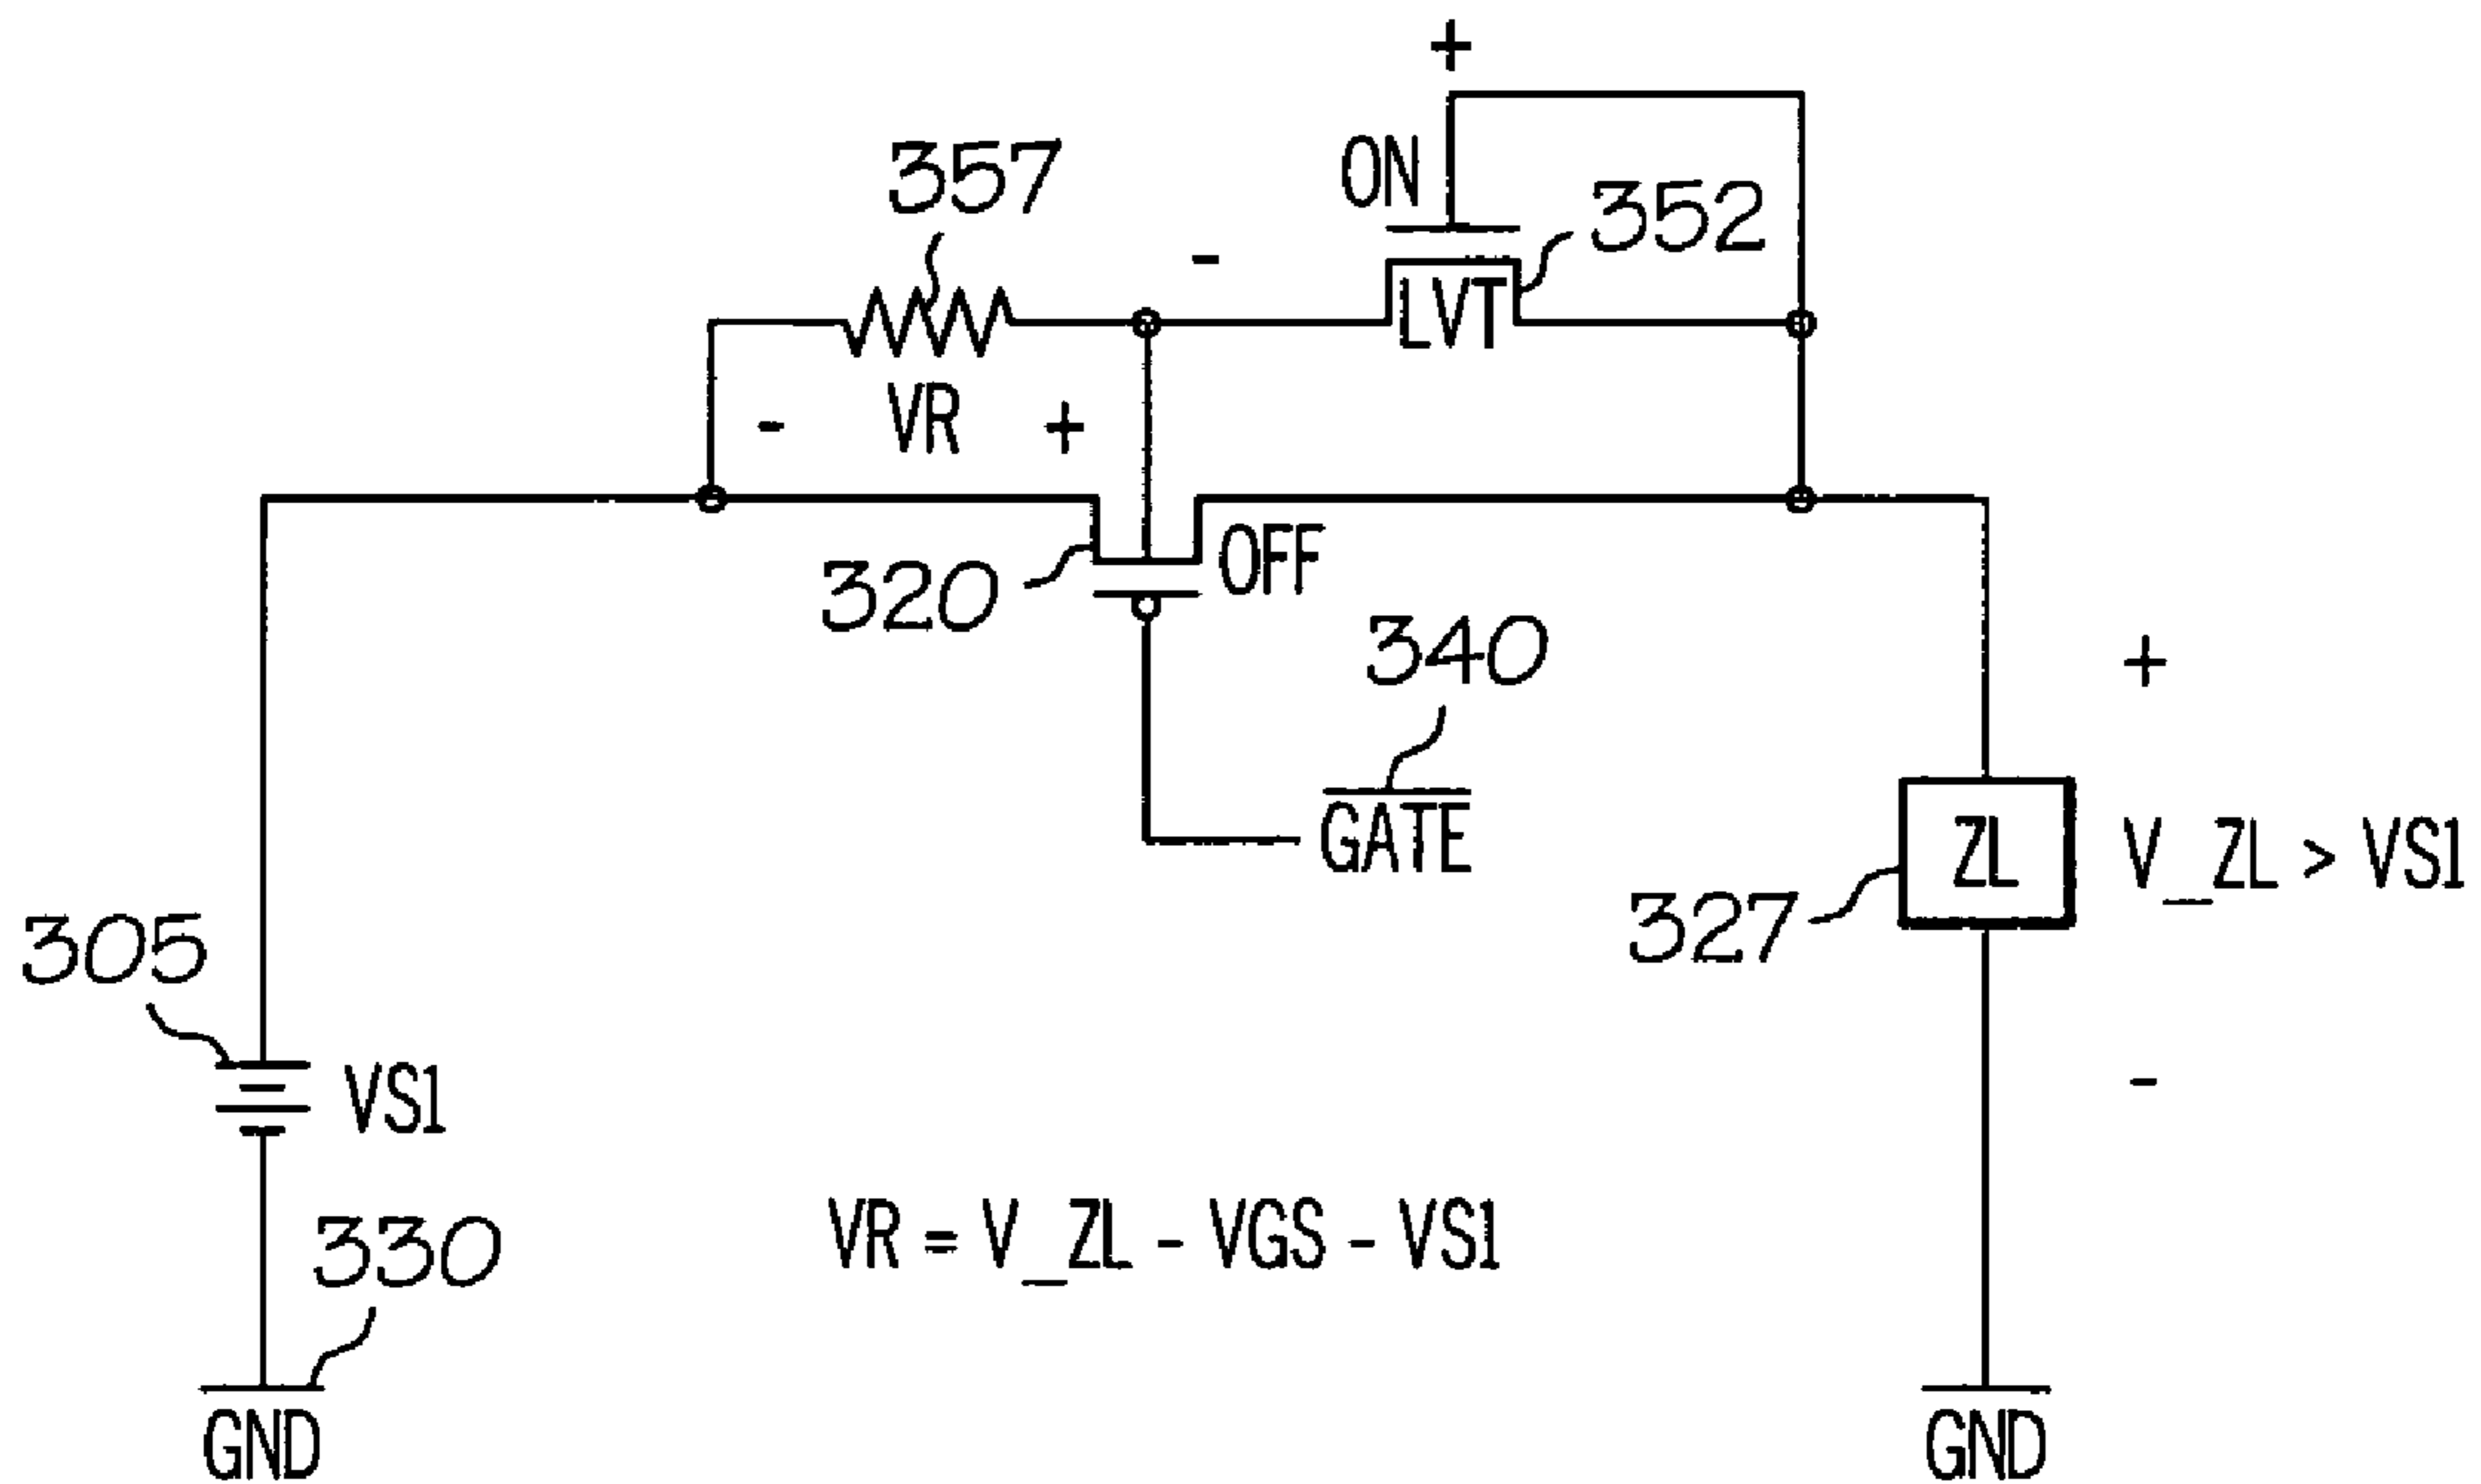 +
357
ON
352
-
LVT
- VR +
320
OFF
340
+
GATE
ZL
V_ZL > VS1
327
305
VS1
-
330
VR = V_ZL - VGS - VS1
GND
GND